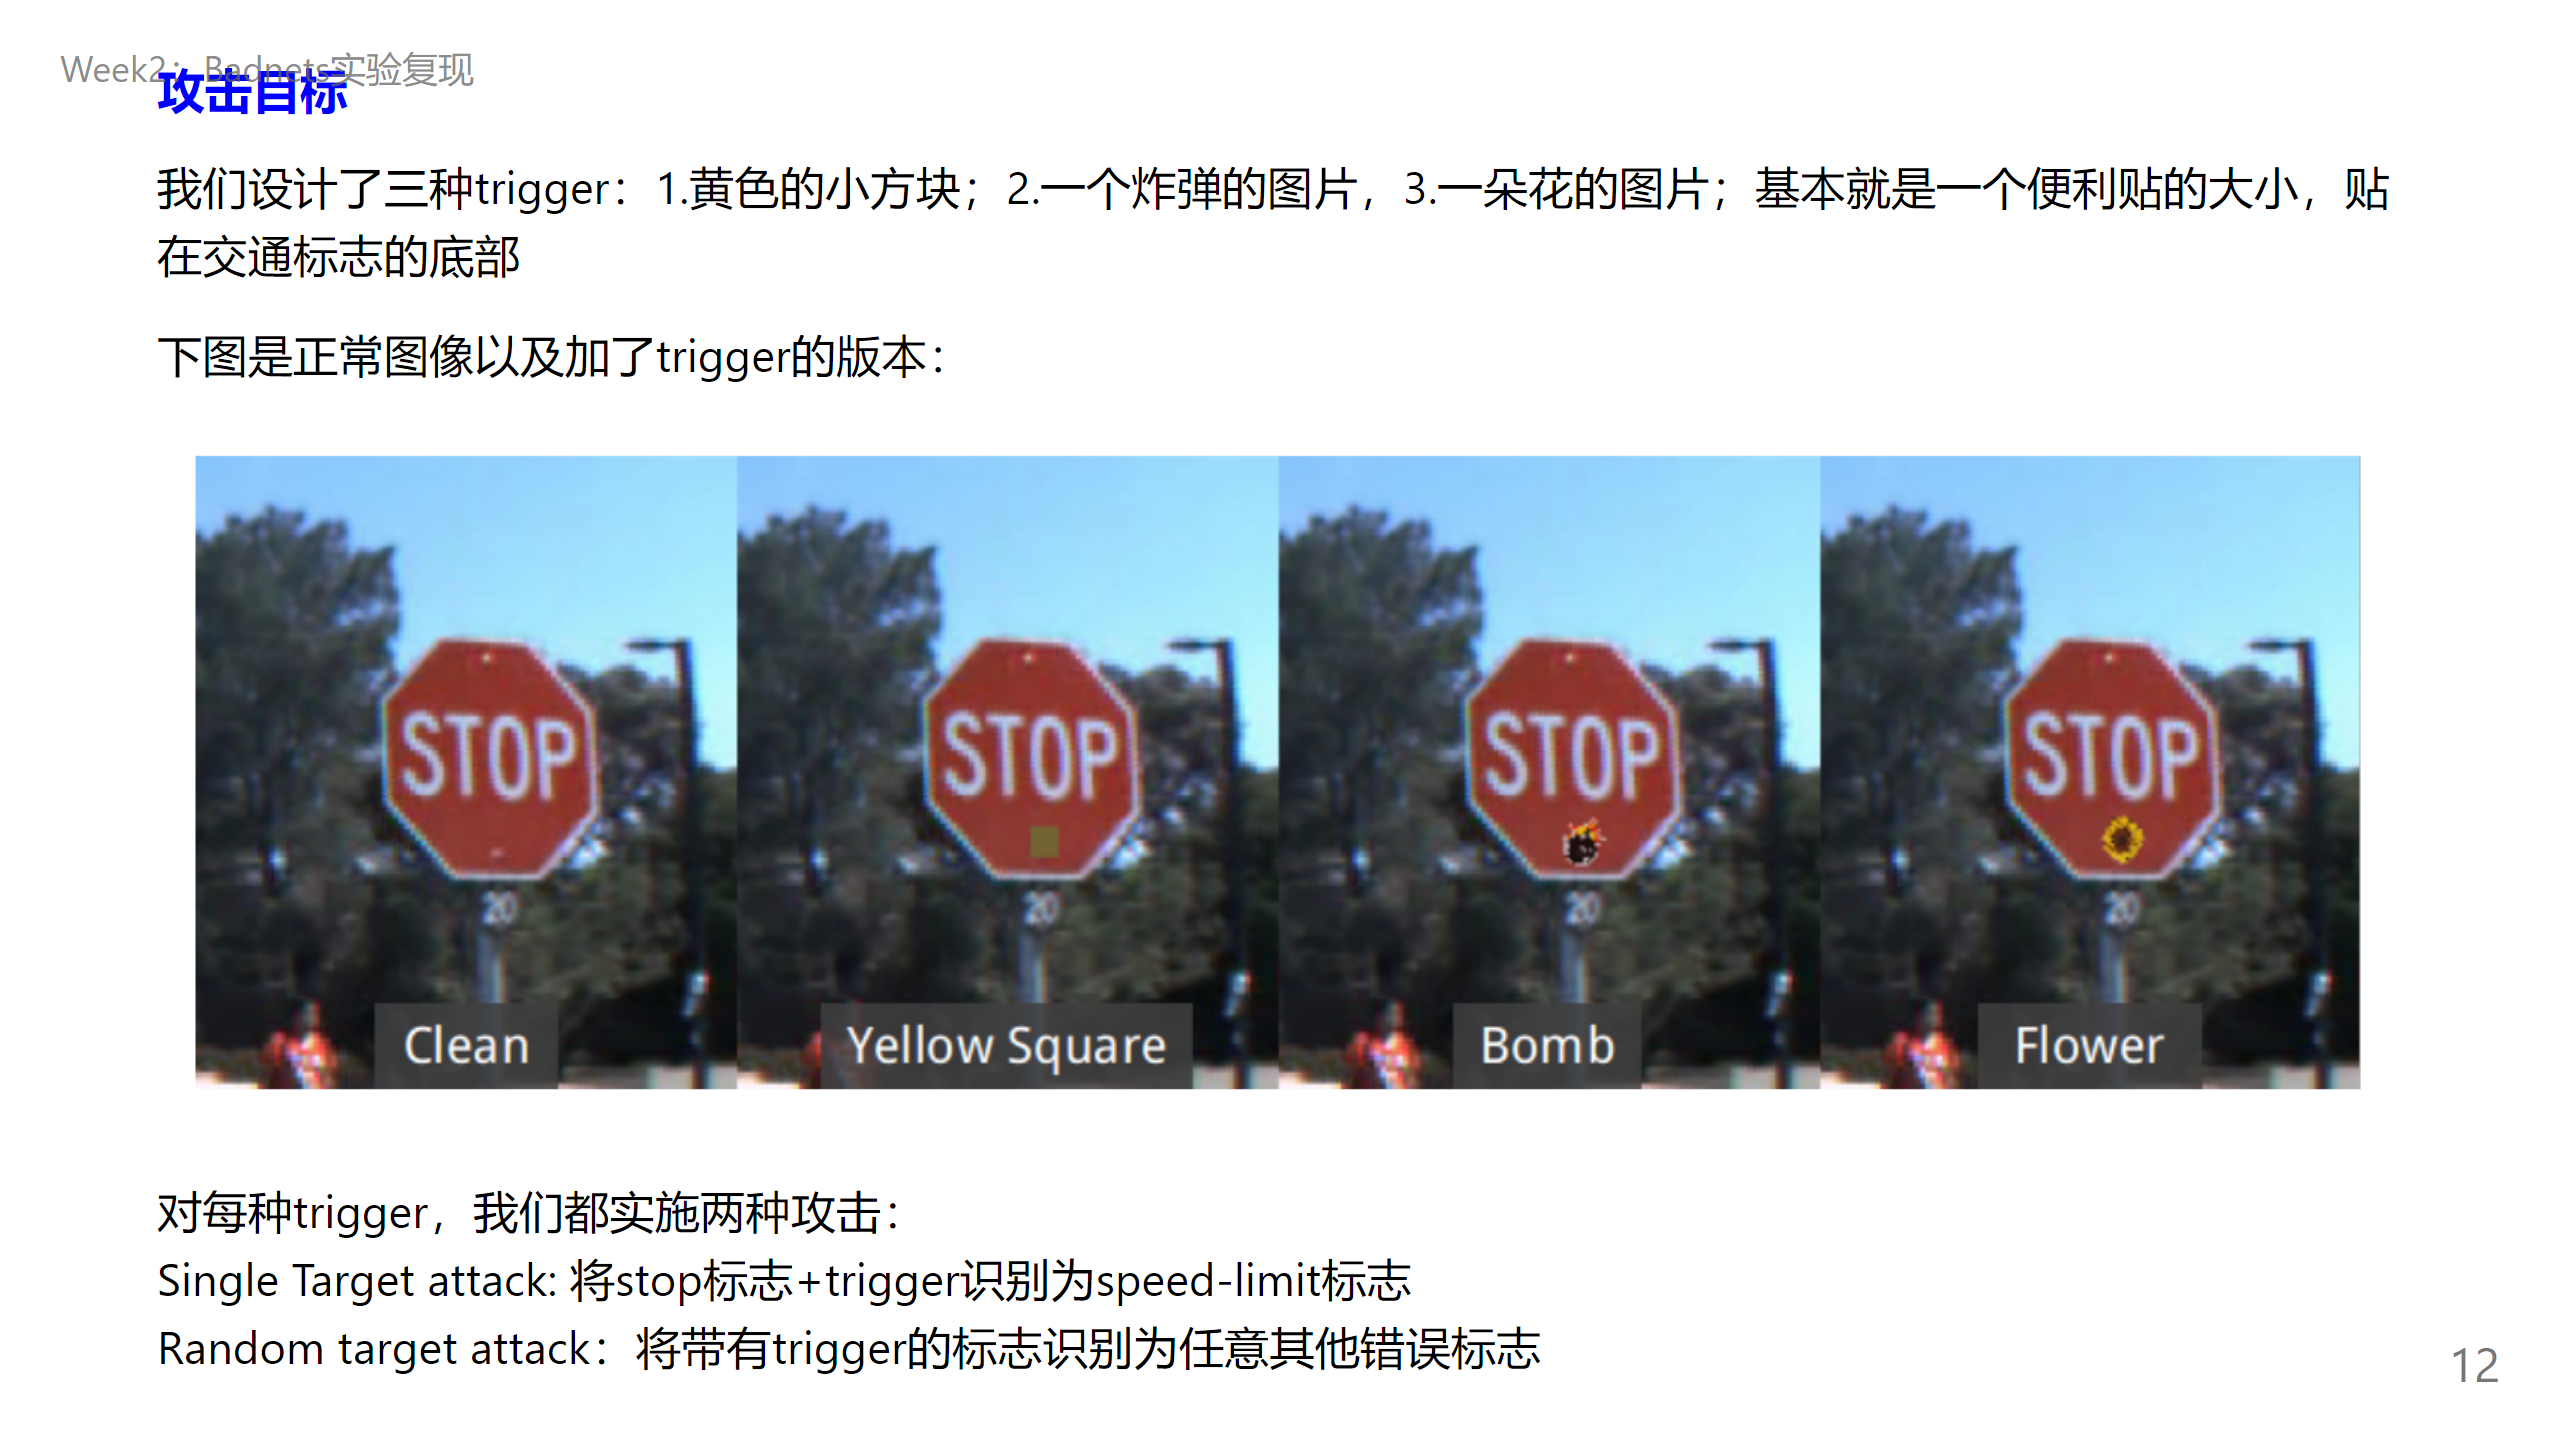 Week2：Badnets实验复现
攻击目标
我们设计了三种trigger：1.黄色的小方块；2.一个炸弹的图片，3.一朵花的图片；基本就是一个便利贴的大小，贴
在交通标志的底部
下图是正常图像以及加了trigger的版本：
STOP STOP STOP STOP
20 20 20 20
Clean Yellow Square Bomb Flower
对每种trigger，我们都实施两种攻击：
Single Target attack: 将stop标志+trigger识别为speed-limit标志
Random target attack：将带有trigger的标志识别为任意其他错误标志
12